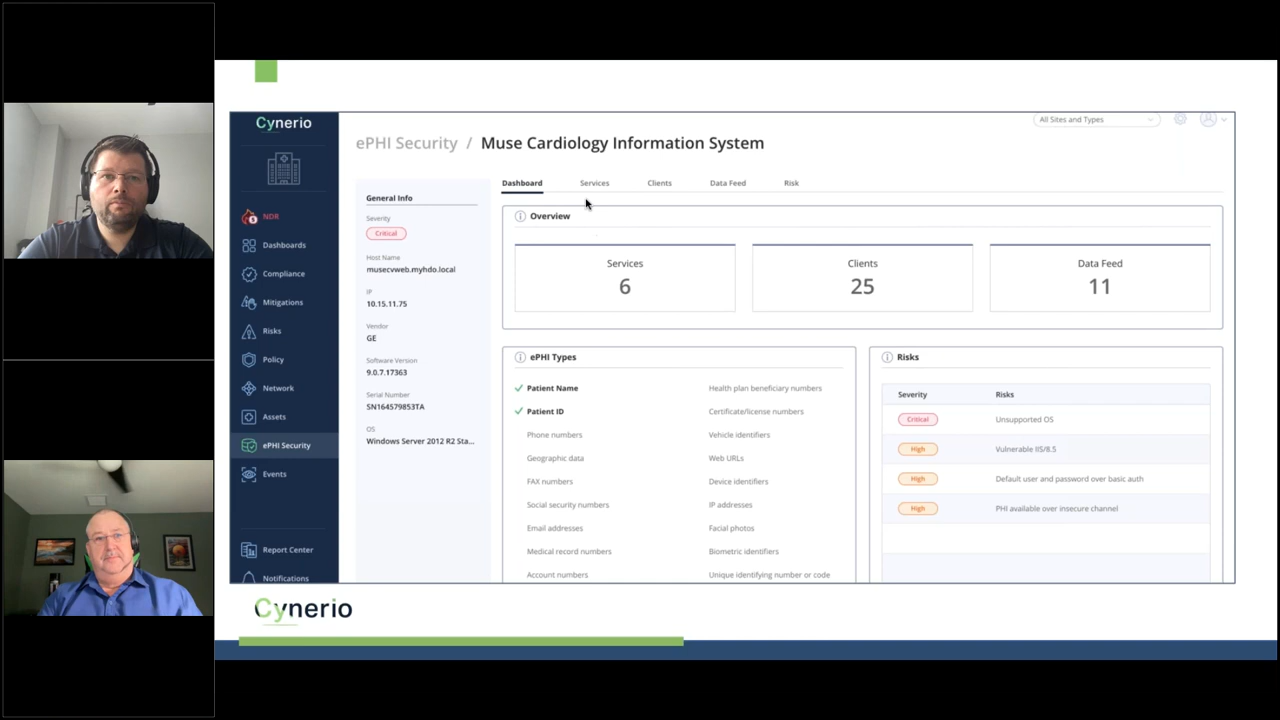 Cynerio
NDR
Dashboards
Compliance
Mitigations
Risks
Policy
Network
Assets
ePHI Security
Events
Report Center
Notifications
All Sites and Types
ePHI Security / Muse Cardiology Information System
General Info
Severity
Critical
Host Name
musecvweb.myhdo.local
IP
10.15.11.75
Vendor
GE
Software Version
9.0.7.17363
Serial Number
SN164579853TA
OS
Windows Server 2012 R2 Sta...
Dashboard Services Clients Data Feed Risk
Overview
Services Clients Data Feed
6 25 11
ePHI Types
Patient Name Health plan beneficiary numbers
Patient ID Certificate/license numbers
Phone numbers Vehicle identifiers
Geographic data Web URLs
FAX numbers Device identifiers
Social security numbers IP addresses
Email addresses Facial photos
Medical record numbers Biometric identifiers
Account numbers Unique identifying number or code
Risks
Severity Risks
Critical Unsupported OS
High Vulnerable IIS/8.5
High Default user and password over basic auth
High PHI available over insecure channel
Cynerio